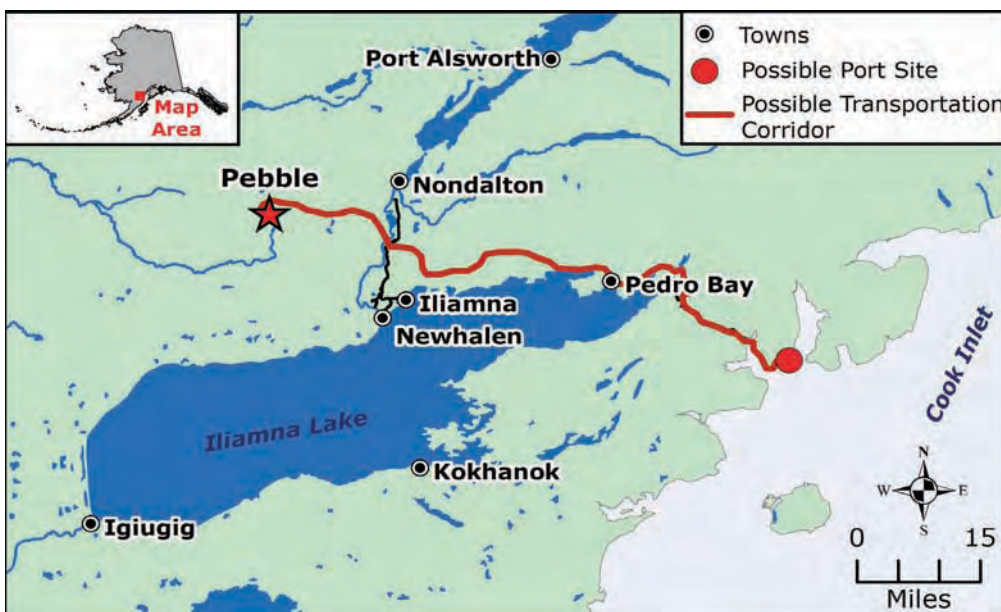 Map
Area
Towns
Possible Port Site
Possible Transportation
Corridor
Port Alsworth
Pebble
Nondalton
Pedro Bay
Iliamna
Newhalen
Iliamna Lake
Kokhanok
Igiugig
Cook Inlet
N
W E
S
0 15
Miles